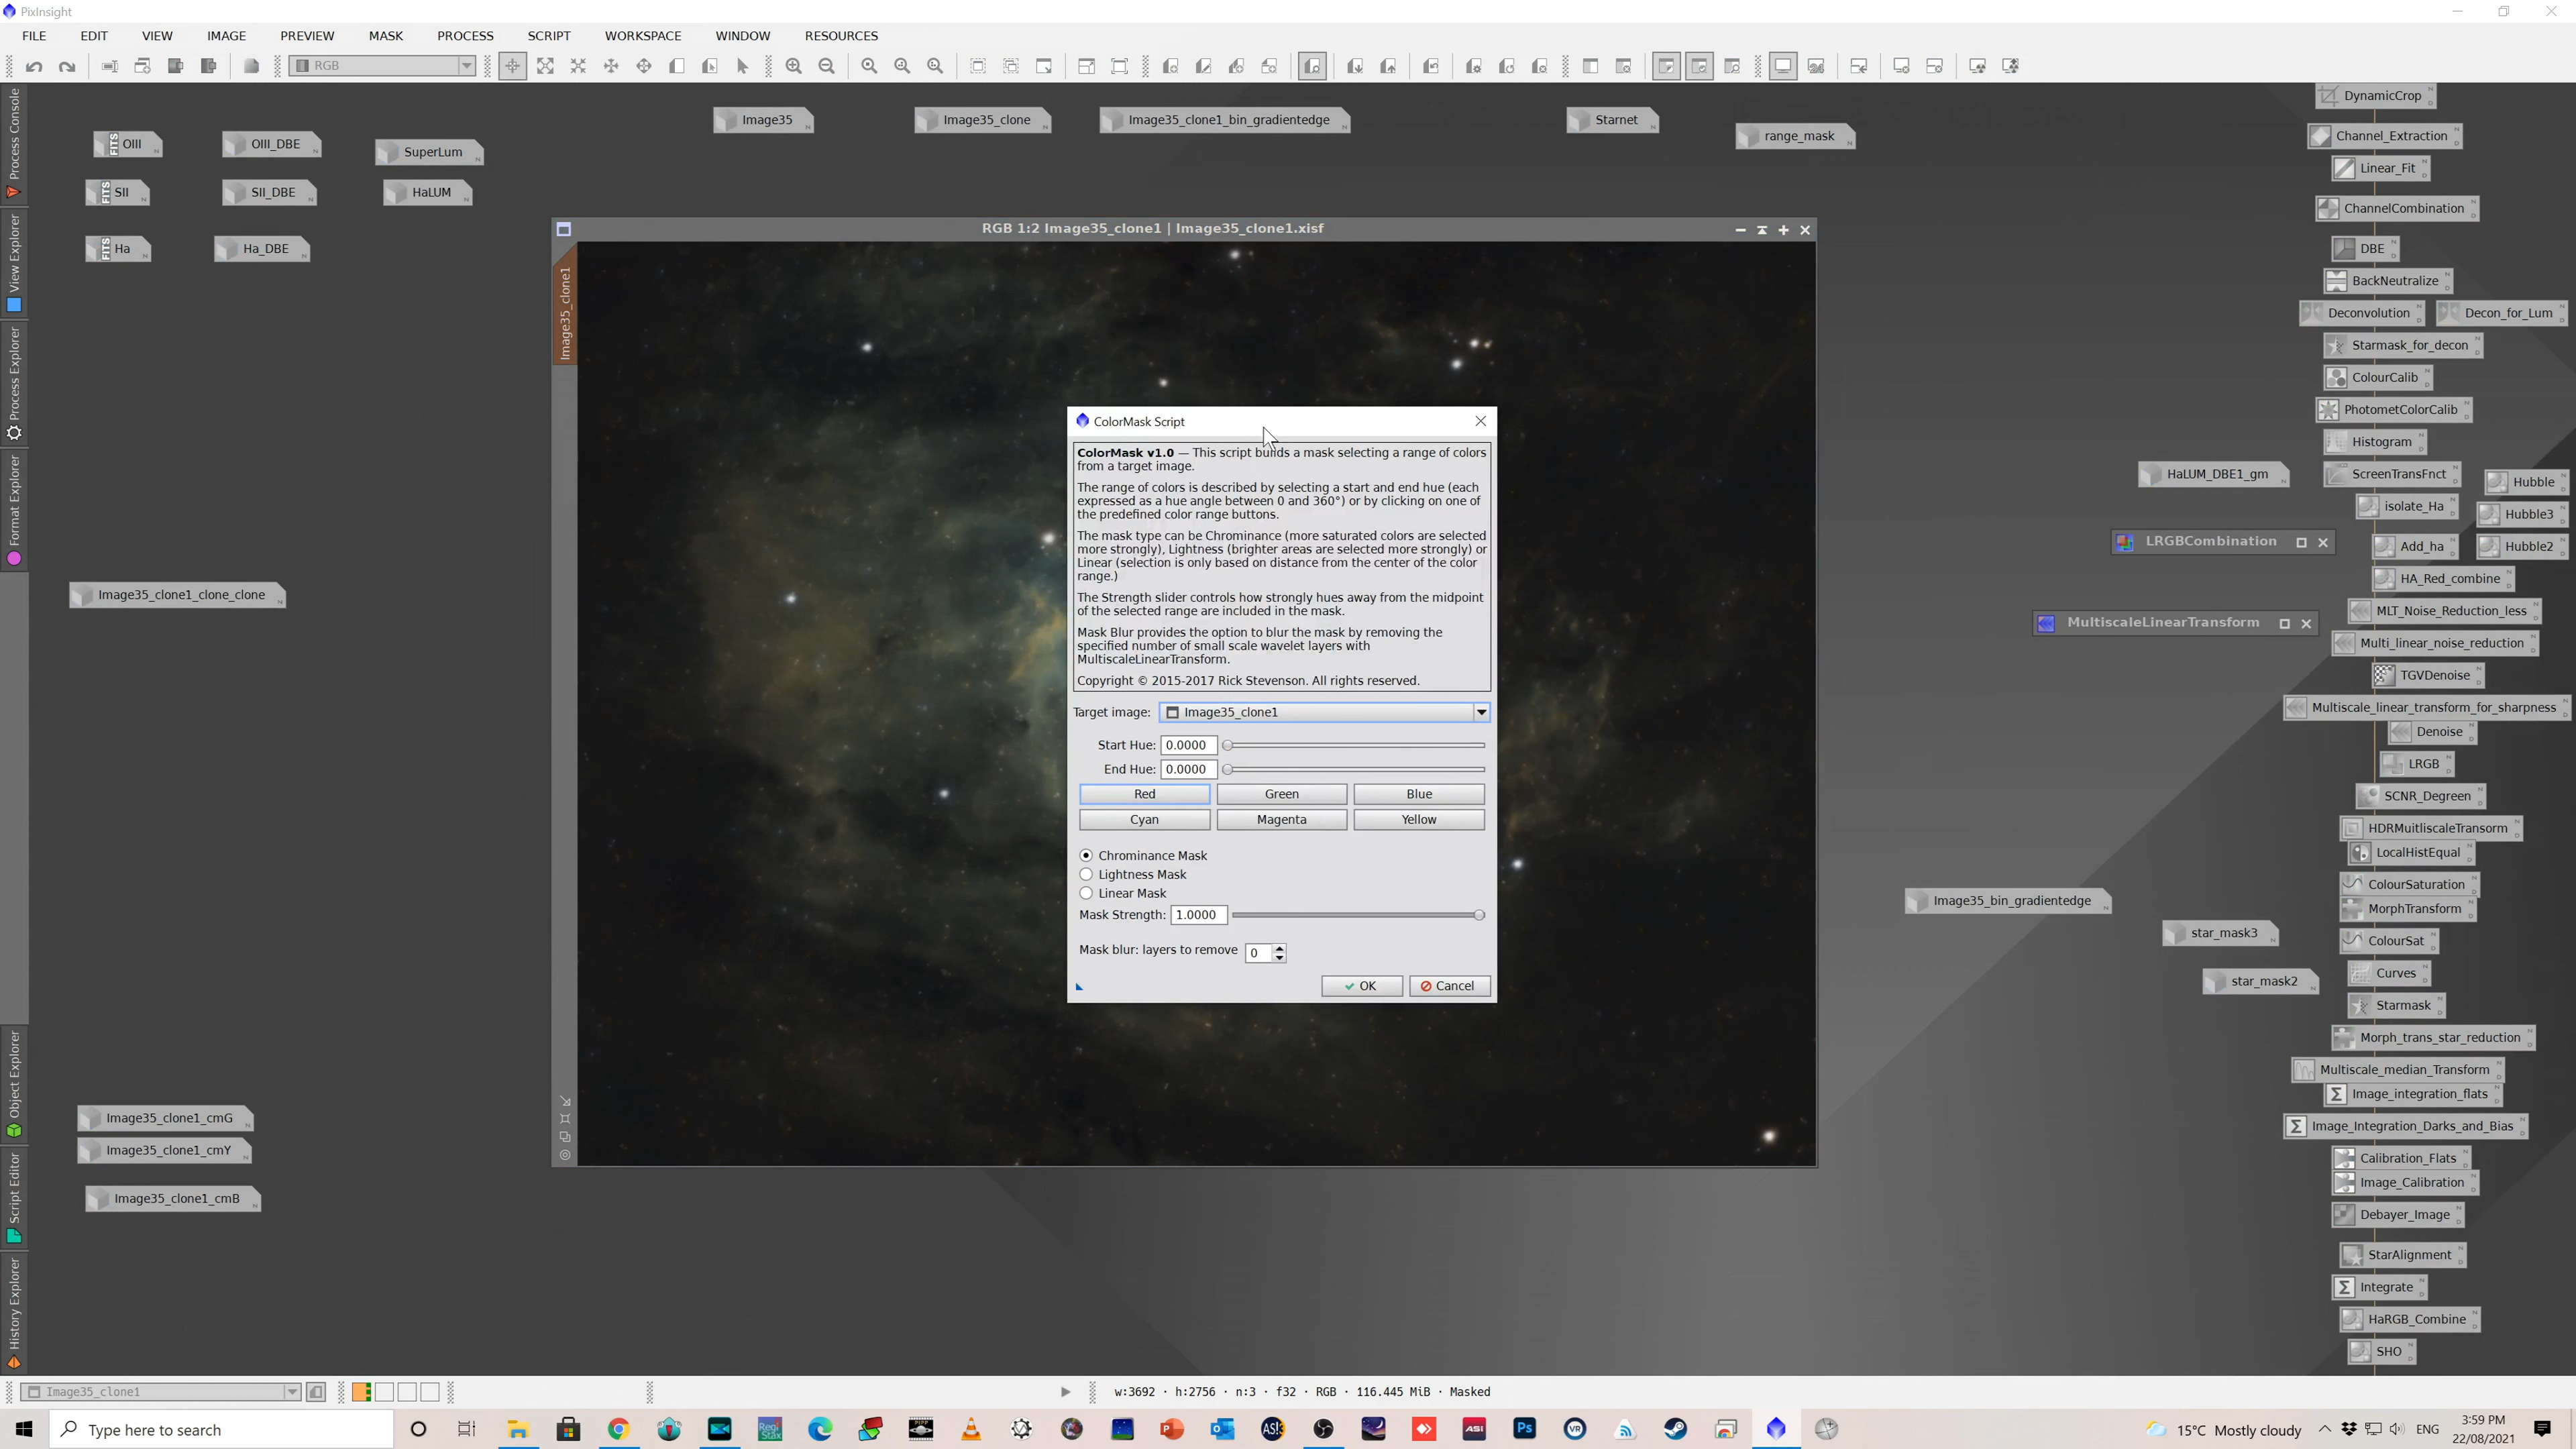 PixInsight
FILE EDIT VIEW IMAGE PREVIEW MASK PROCESS SCRIPT WORKSPACE WINDOW RESOURCES
RGB
Process Console
View Explorer
Process Explorer
Format Explorer
Object Explorer
Script Editor
History Explorer
FITS OIII
OIII_DBE
SuperLum
FITS SII
SII_DBE
HaLUM
FITS Ha
Ha_DBE
Image35
Image35_clone
Image35_clone1_bin_gradientedge
Starnet
range_mask
Image35_clone1_clone_clone
Image35_clone1_cmG
Image35_clone1_cmY
Image35_clone1_cmB
RGB 1:2 Image35_clone1 | Image35_clone1.xisf
Image35_clone1
ColorMask Script
ColorMask v1.0 — This script builds a mask selecting a range of colors
from a target image.
The range of colors is described by selecting a start and end hue (each
expressed as a hue angle between 0 and 360°) or by clicking on one of
the predefined color range buttons.
The mask type can be Chrominance (more saturated colors are selected
more strongly), Lightness (brighter areas are selected more strongly) or
Linear (selection is only based on distance from the center of the color
range.)
The Strength slider controls how strongly hues away from the midpoint
of the selected range are included in the mask.
Mask Blur provides the option to blur the mask by removing the
specified number of small scale wavelet layers with
MultiscaleLinearTransform.
Copyright © 2015-2017 Rick Stevenson. All rights reserved.
Target image: Image35_clone1
Start Hue: 0.0000
End Hue: 0.0000
Red Green Blue
Cyan Magenta Yellow
Chrominance Mask
Lightness Mask
Linear Mask
Mask Strength: 1.0000
Mask blur: layers to remove 0
OK Cancel
HaLUM_DBE1_gm
LRGBCombination
MultiscaleLinearTransform
Image35_bin_gradientedge
star_mask3
star_mask2
DynamicCrop
Channel_Extraction
Linear_Fit
ChannelCombination
DBE
BackNeutralize
Deconvolution Decon_for_Lum
Starmask_for_decon
ColourCalib
PhotometColorCalib
Histogram
ScreenTransFnct Hubble
isolate_Ha Hubble3
Add_ha Hubble2
HA_Red_combine
MLT_Noise_Reduction_less
Multi_linear_noise_reduction
TGVDenoise
Multiscale_linear_transform_for_sharpness
Denoise
LRGB
SCNR_Degreen
HDRMuitliscaleTransorm
LocalHistEqual
ColourSaturation
MorphTransform
ColourSat
Curves
Starmask
Morph_trans_star_reduction
Multiscale_median_Transform
Image_integration_flats
Image_Integration_Darks_and_Bias
Calibration_Flats
Image_Calibration
Debayer_Image
StarAlignment
Integrate
HaRGB_Combine
SHO
Image35_clone1
w:3692 · h:2756 · n:3 · f32 · RGB · 116.445 MiB · Masked
Type here to search
15°C Mostly cloudy
ENG
3:59 PM
22/08/2021